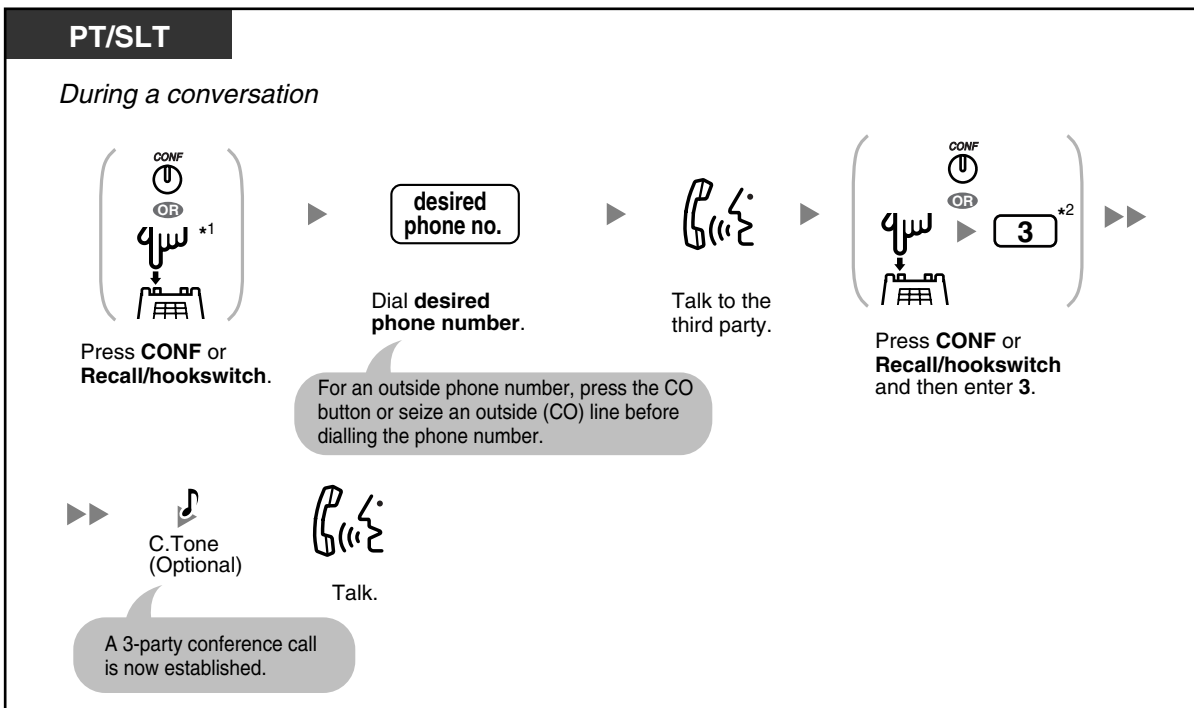 PT/SLT
During a conversation
CONF
OR
*1
Press CONF or
Recall/hookswitch.
desired
phone no.
Dial desired
phone number.
For an outside phone number, press the CO
button or seize an outside (CO) line before
dialling the phone number.
Talk to the
third party.
CONF
OR
3
*2
Press CONF or
Recall/hookswitch
and then enter 3.
C.Tone
(Optional)
A 3-party conference call
is now established.
Talk.